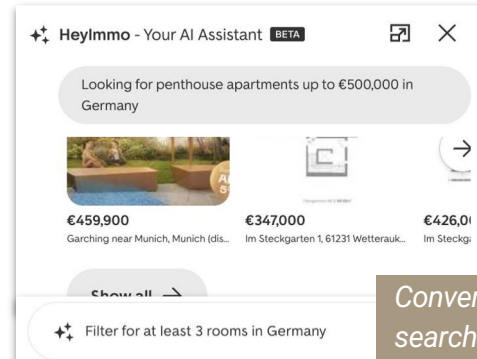 HeyImmo - Your AI Assistant BETA
Looking for penthouse apartments up to €500,000 in
Germany
€459,900
€347,000
Garching near Munich, Munich (dis...
Im Steckgarten 1, 61231 Wetterauk...
Im
Show all →
Filter for at least 3 rooms in Germany
search